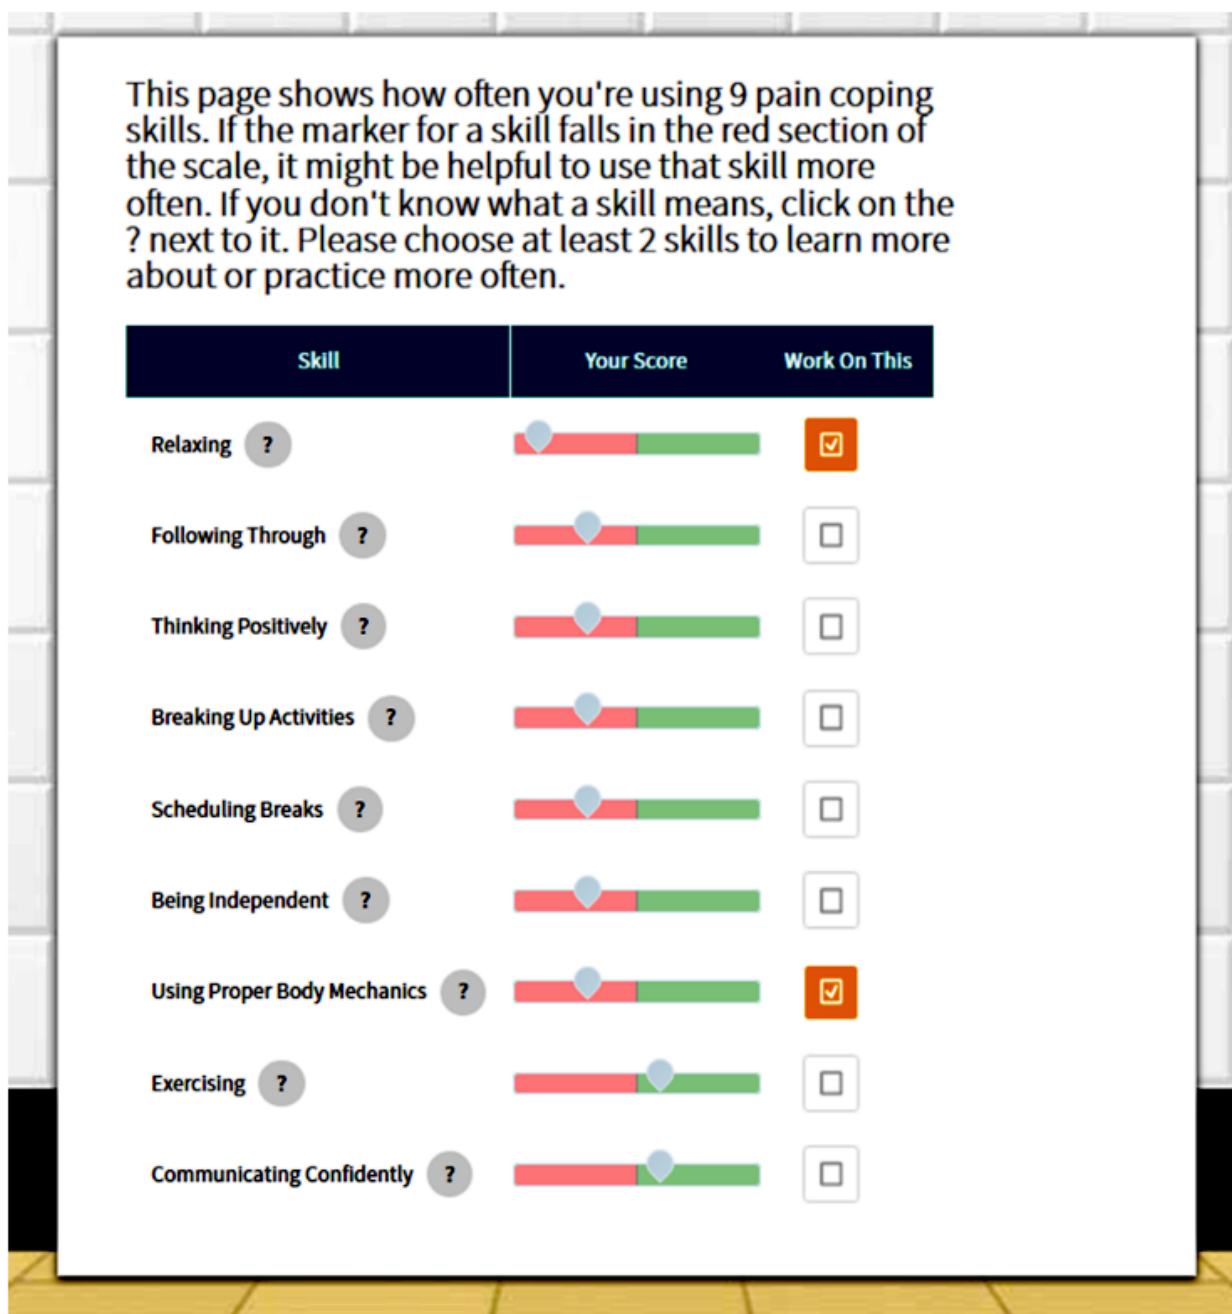 This page shows how often you're using 9 pain coping
skills. If the marker for a skill falls in the red section of
the scale, it might be helpful to use that skill more
often. If you don't know what a skill means, click on the
? next to it. Please choose at least 2 skills to learn more
about or practice more often.
Skill Your Score Work On This
Relaxing ?
Following Through ?
Thinking Positively ?
Breaking Up Activities ?
Scheduling Breaks ?
Being Independent ?
Using Proper Body Mechanics ?
Exercising ?
Communicating Confidently ?